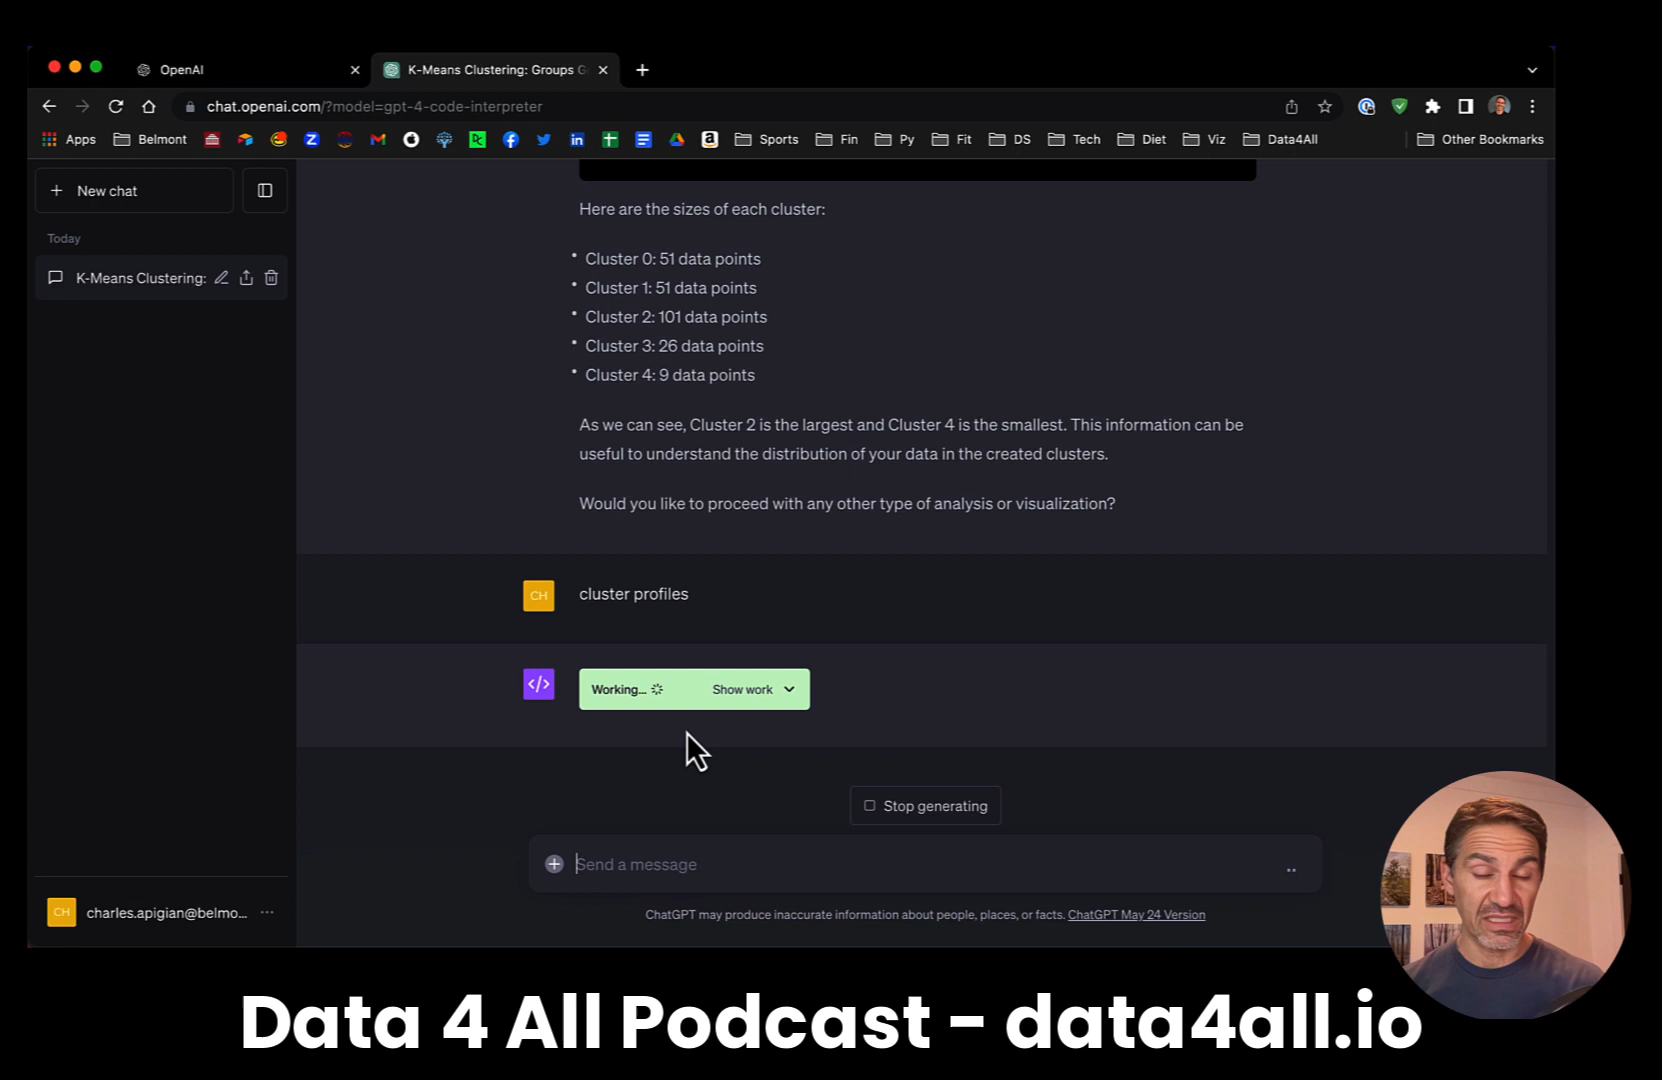 OpenAI
K-Means Clustering: Groups G
chat.openai.com/?model=gpt-4-code-interpreter
Apps
Belmont
Sports
Fin
Py
Fit
DS
Tech
Diet
Viz
Data4All
Other Bookmarks
+ New chat
Today
K-Means Clustering:
Here are the sizes of each cluster:
• Cluster 0: 51 data points
• Cluster 1: 51 data points
• Cluster 2: 101 data points
• Cluster 3: 26 data points
• Cluster 4: 9 data points
As we can see, Cluster 2 is the largest and Cluster 4 is the smallest. This information can be
useful to understand the distribution of your data in the created clusters.
Would you like to proceed with any other type of analysis or visualization?
CH
cluster profiles
</>
Working...
Show work
Stop generating
Send a message
ChatGPT may produce inaccurate information about people, places, or facts. ChatGPT May 24 Version
CH
charles.apigian@belmo...
Data 4 All Podcast - data4all.io